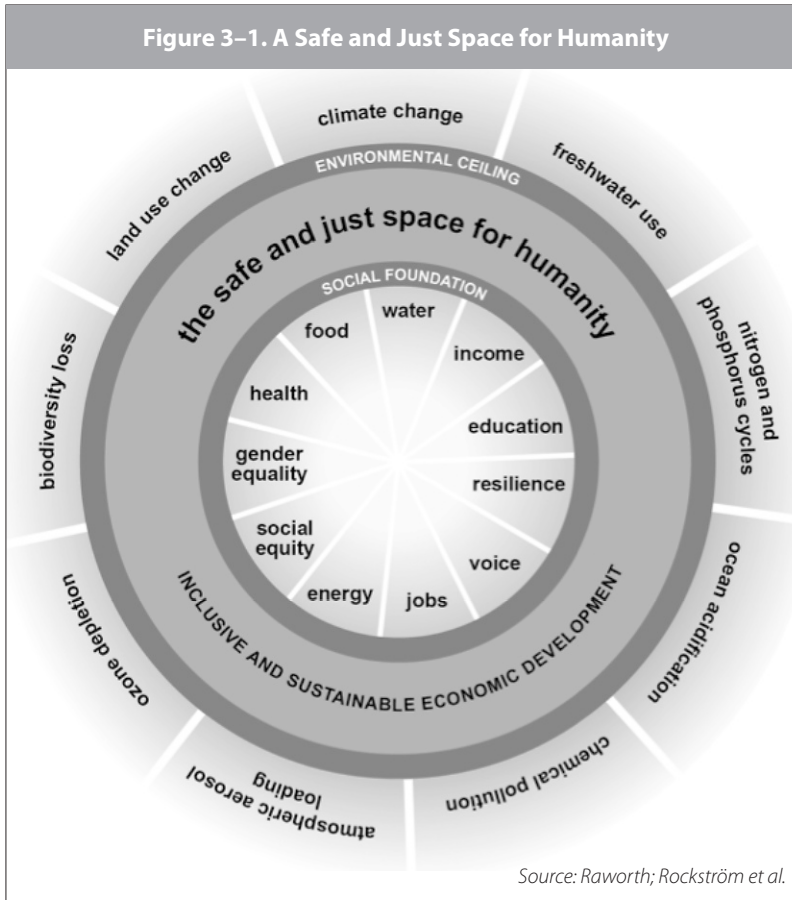 Figure 3–1. A Safe and Just Space for Humanity
climate change
freshwater use
nitrogen and
phosphorus cycles
ocean acidification
chemical pollution
atmospheric aerosol
loading
ozone depletion
biodiversity loss
land use change
ENVIRONMENTAL CEILING
the safe and just space for humanity
SOCIAL FOUNDATION
water
income
education
resilience
voice
jobs
energy
social
equity
gender
equality
health
food
INCLUSIVE AND SUSTAINABLE ECONOMIC DEVELOPMENT
Source: Raworth; Rockström et al.